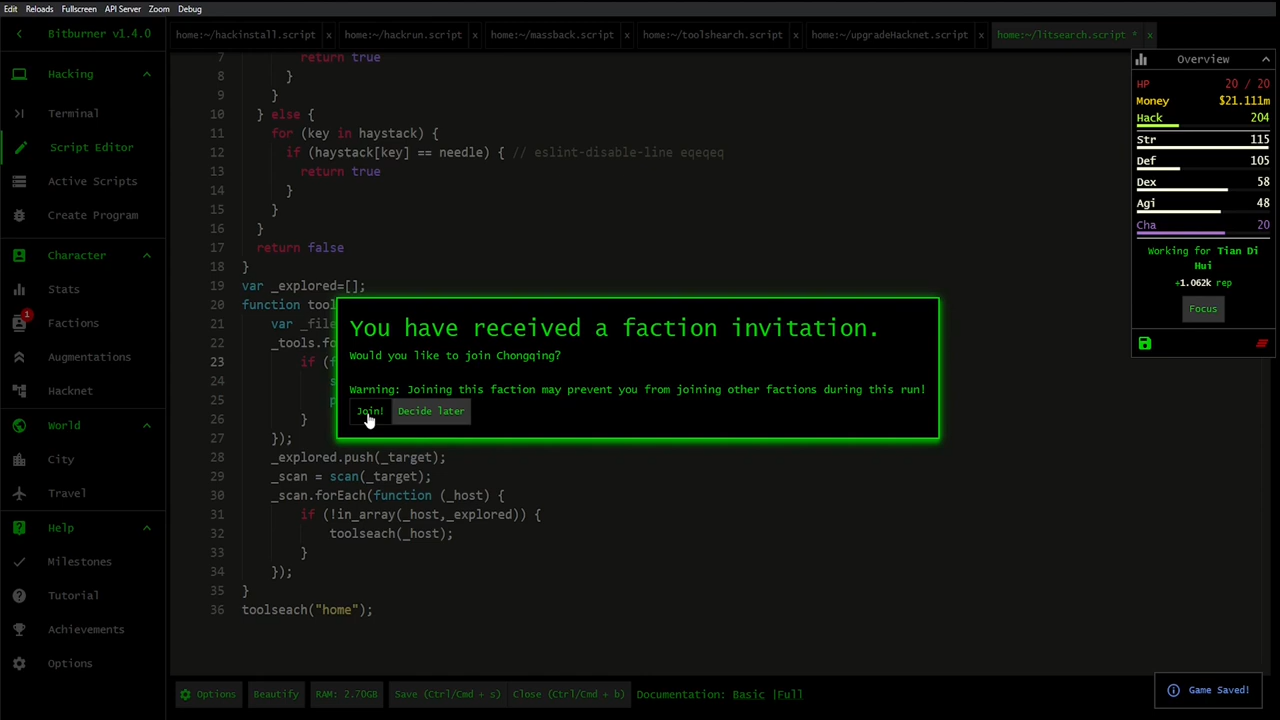 Edit Reloads Fullscreen API Server Zoom Debug
Bitburner v1.4.0
home:~/hackinstall.script x home:~/hackrun.script x home:~/massback.script x home:~/toolshearch.script x home:~/upgradeHacknet.script x home:~/litsearch.script * x
Hacking
Terminal
Script Editor
Active Scripts
Create Program
Character
Stats
1
Factions
Augmentations
Hacknet
World
City
Travel
Help
Milestones
Tutorial
Achievements
Options
7 return true
8 }
9 }
10 } else {
11 for (key in haystack) {
12 if (haystack[key] == needle) { // eslint-disable-line eqeqeq
13 return true
14 }
15 }
16 }
17 return false
18 }
19 var _explored=[];
20 function tool
21 var _file
22 _tools.fo
23 if (f
24 s
25 p
26 }
27 });
28 _explored.push(_target);
29 _scan = scan(_target);
30 _scan.forEach(function (_host) {
31 if (!in_array(_host,_explored)) {
32 toolseach(_host);
33 }
34 });
35 }
36 toolseach("home");
You have received a faction invitation.
Would you like to join Chongqing?
Warning: Joining this faction may prevent you from joining other factions during this run!
Join! Decide later
Overview
HP 20 / 20
Money $21.111m
Hack 204
Str 115
Def 105
Dex 58
Agi 48
Cha 20
Working for Tian Di
Hui
+1.062k rep
Focus
Options Beautify RAM: 2.70GB Save (Ctrl/Cmd + s) Close (Ctrl/Cmd + b) Documentation: Basic |Full
Game Saved!